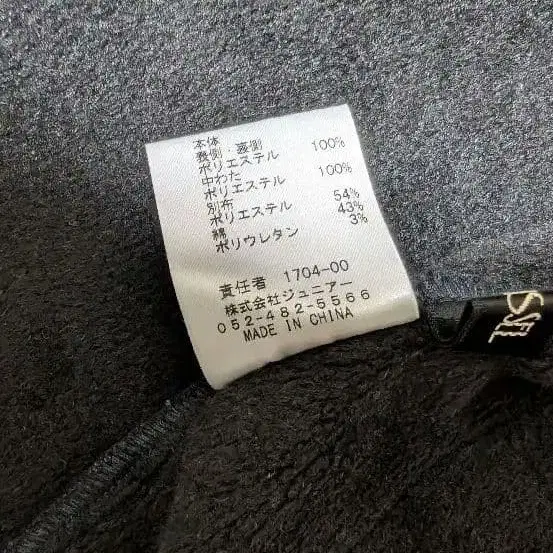 本体
表側・裏側
ポリエステル 100%
中わた
ポリエステル 100%
別布
ポリエステル 54%
綿 43%
ポリウレタン 3%
責任者 1704-00
株式会社ジュニアー
052-482-5566
MADE IN CHINA